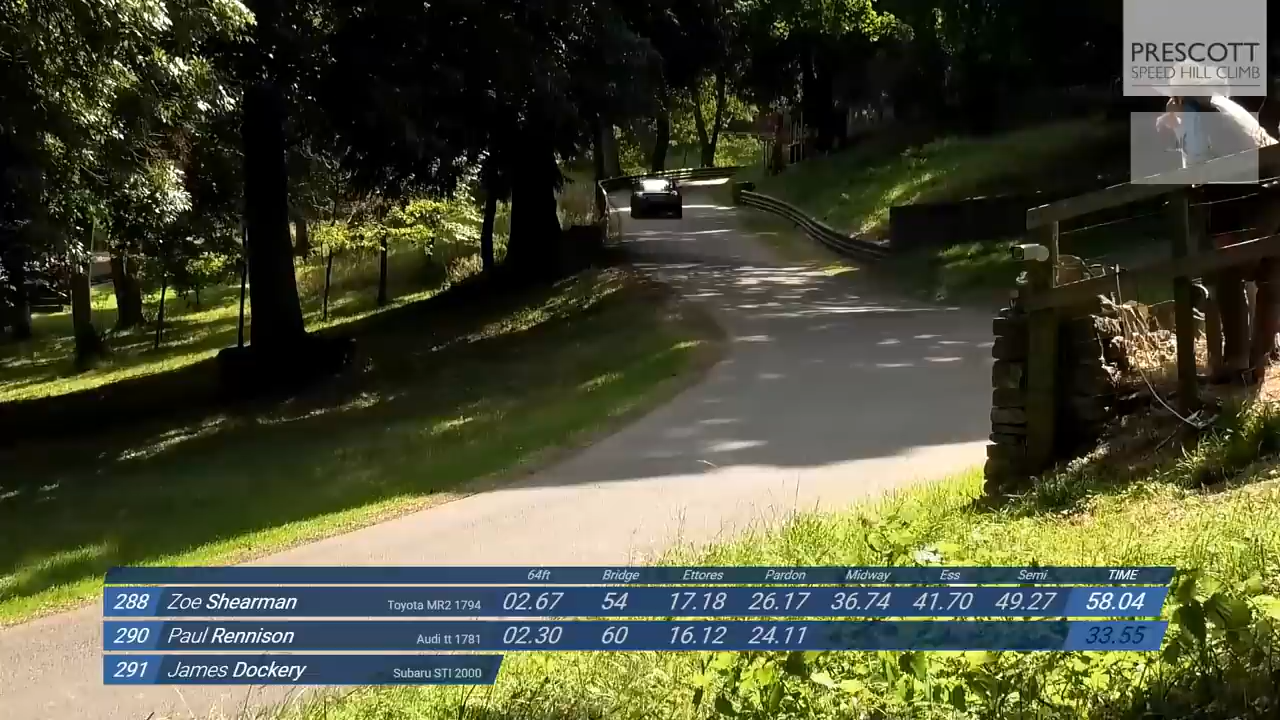 PRESCOTT
SPEED HILL CLIMB
64ft Bridge Ettores Pardon Midway Ess Semi TIME
288 Zoe Shearman Toyota MR2 1794 02.67 54 17.18 26.17 36.74 41.70 49.27 58.04
290 Paul Rennison Audi tt 1781 02.30 60 16.12 24.11 33.55
291 James Dockery Subaru STI 2000